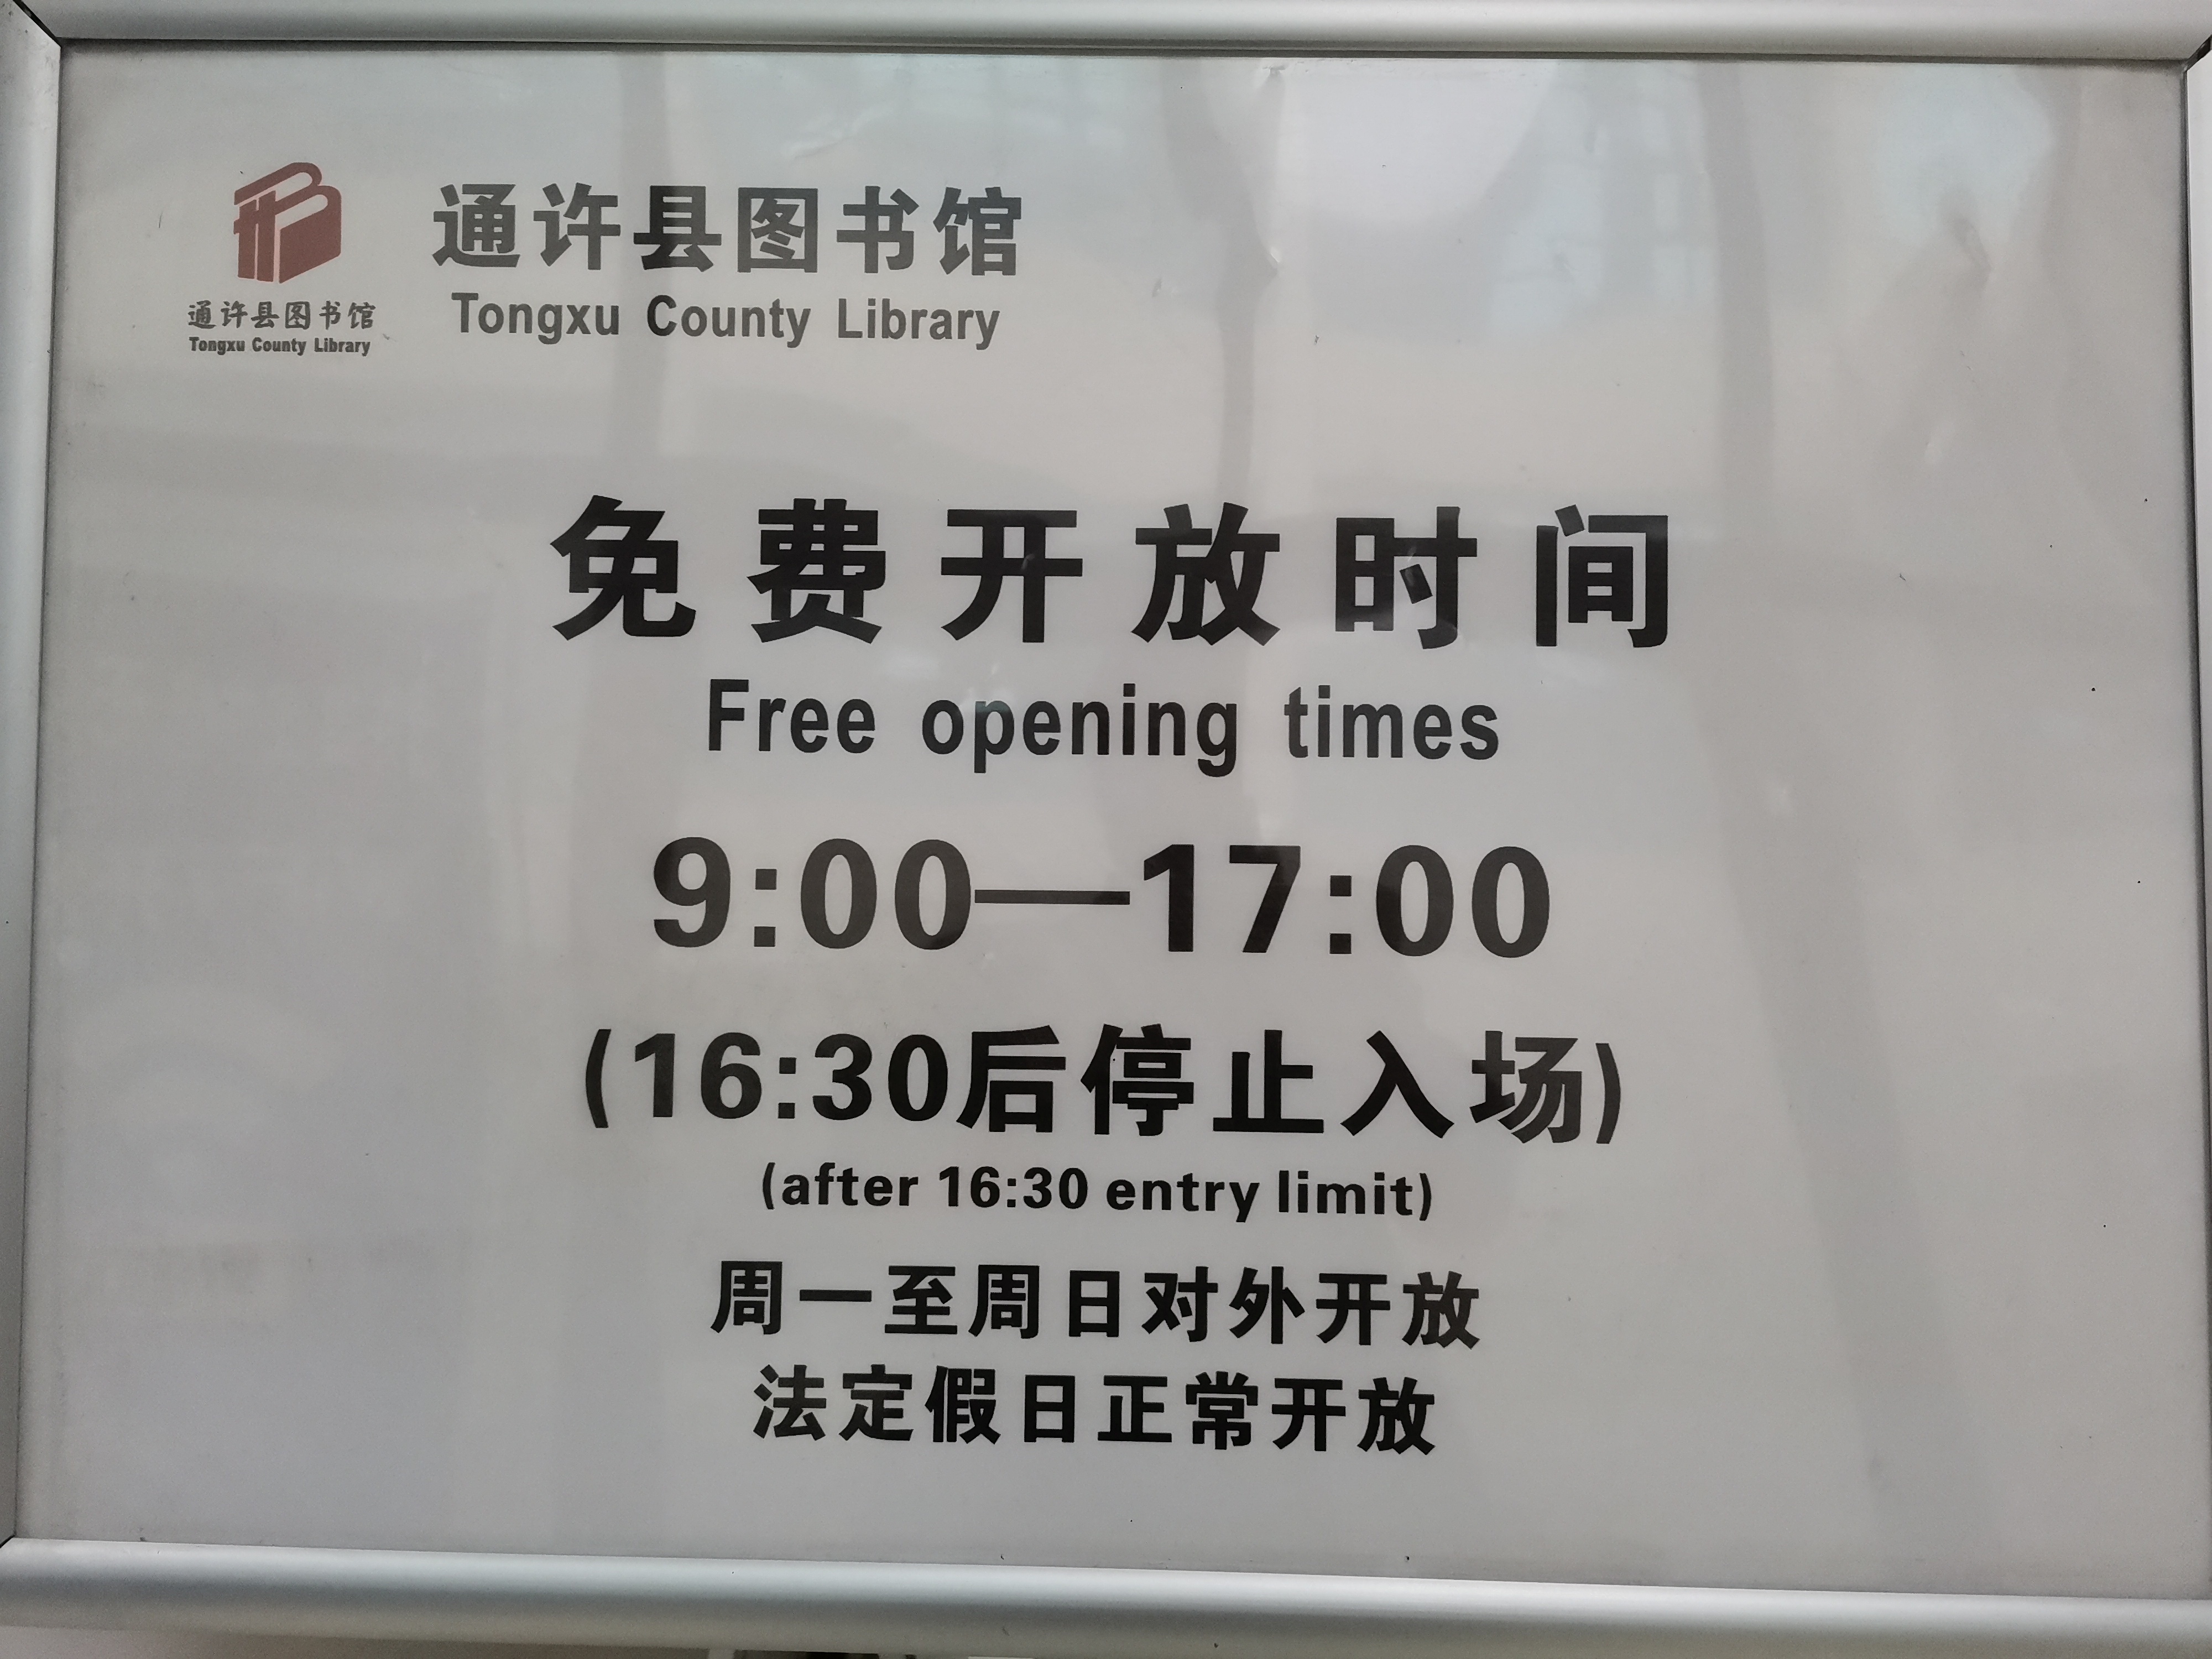 通许县图书馆
Tongxu County Library
通许县图书馆
Tongxu County Library
免费开放时间
Free opening times
9:00—17:00
(16:30后停止入场)
(after 16:30 entry limit)
周一至周日对外开放
法定假日正常开放